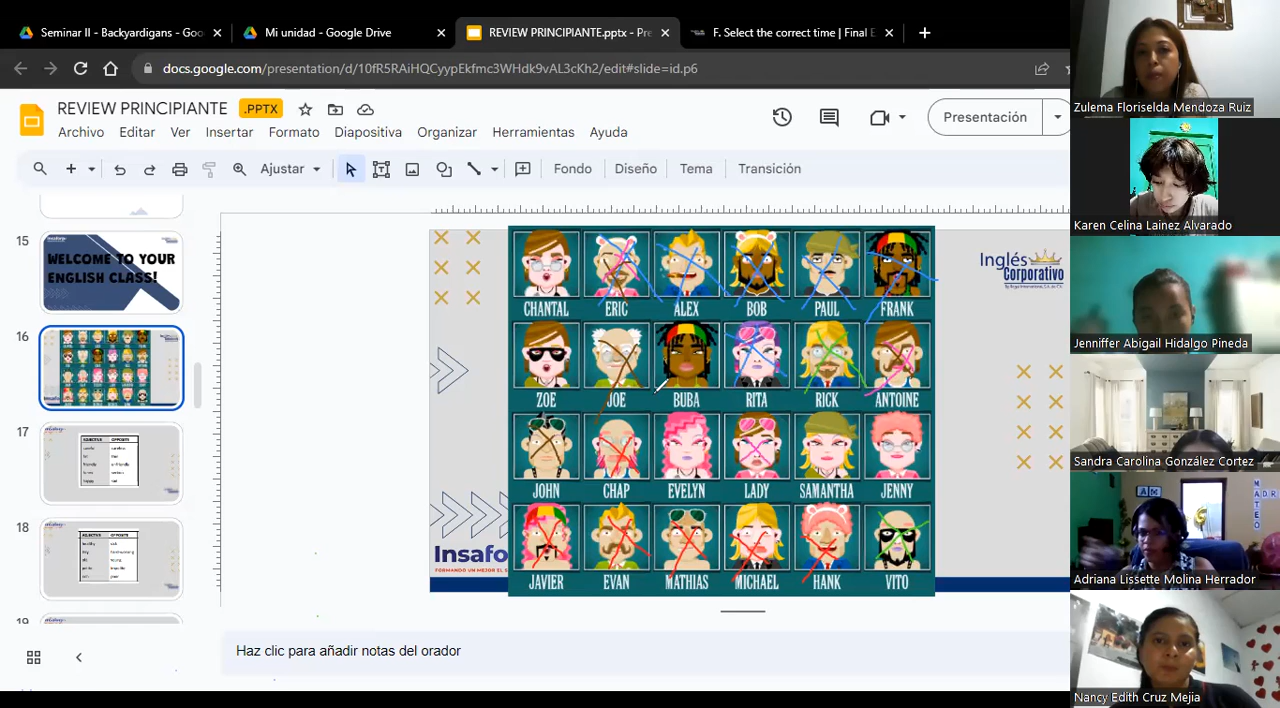 Seminar II - Backyardigans - Goo
Mi unidad - Google Drive
REVIEW PRINCIPIANTE.pptx - Pre
F. Select the correct time | Final E
docs.google.com/presentation/d/10fR5RAiHQCyypEkfmc3WHdk9vAL3cKh2/edit#slide=id.p6
REVIEW PRINCIPIANTE .PPTX
Archivo Editar Ver Insertar Formato Diapositiva Organizar Herramientas Ayuda
Presentación
Ajustar Fondo Diseño Tema Transición
15
WELCOME TO YOUR
ENGLISH CLASS!
16
17
18
19
CHANTAL ERIC ALEX BOB PAUL FRANK
ZOE JOE BUBA RITA RICK ANTOINE
JOHN CHAP EVELYN LADY SAMANTHA JENNY
JAVIER EVAN MATHIAS MICHAEL HANK VITO
Inglés
Corporativo
Insafo
Haz clic para añadir notas del orador
Zulema Floriselda Mendoza Ruiz
Karen Celina Lainez Alvarado
Jenniffer Abigail Hidalgo Pineda
Sandra Carolina González Cortez
Adriana Lissette Molina Herrador
Nancy Edith Cruz Mejia